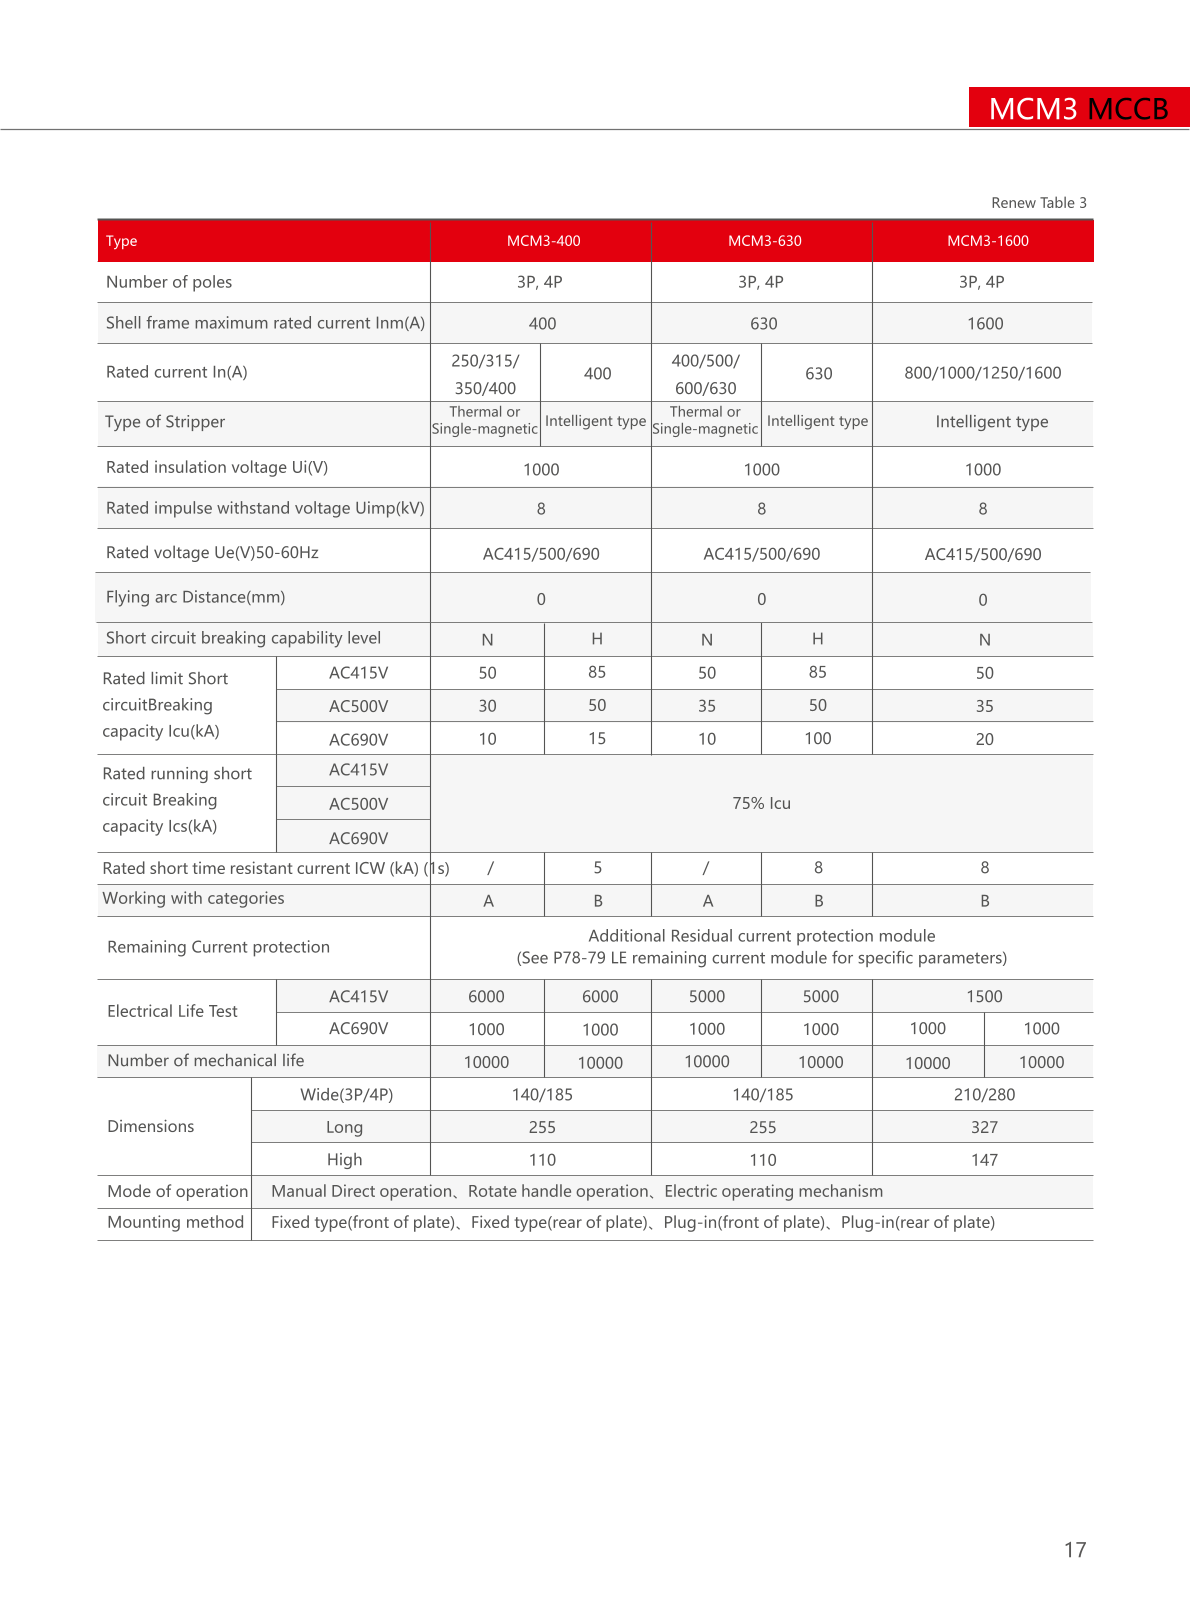 MCM3 MCCB
Renew Table 3
Type MCM3-400 MCM3-630 MCM3-1600
Number of poles 3P, 4P 3P, 4P 3P, 4P
Shell frame maximum rated current Inm(A) 400 630 1600
Rated current In(A) 250/315/ 350/400 400 400/500/ 600/630 630 800/1000/1250/1600
Type of Stripper Thermal or Single-magnetic Intelligent type Thermal or Single-magnetic Intelligent type Intelligent type
Rated insulation voltage Ui(V) 1000 1000 1000
Rated impulse withstand voltage Uimp(kV) 8 8 8
Rated voltage Ue(V)50-60Hz AC415/500/690 AC415/500/690 AC415/500/690
Flying arc Distance(mm) 0 0 0
Short circuit breaking capability level N H N H N
Rated limit Short
circuitBreaking
capacity Icu(kA)
AC415V 50 85 50 85 50
AC500V 30 50 35 50 35
AC690V 10 15 10 100 20
Rated running short
circuit Breaking
capacity Ics(kA)
AC415V
AC500V
AC690V
75% Icu
Rated short time resistant current ICW (kA) (1s) / 5 / 8 8
Working with categories A B A B B
Remaining Current protection
Additional Residual current protection module
(See P78-79 LE remaining current module for specific parameters)
Electrical Life Test
AC415V 6000 6000 5000 5000 1500
AC690V 1000 1000 1000 1000 1000 1000
Number of mechanical life 10000 10000 10000 10000 10000 10000
Dimensions
Wide(3P/4P) 140/185 140/185 210/280
Long 255 255 327
High 110 110 147
Mode of operation Manual Direct operation、Rotate handle operation、Electric operating mechanism
Mounting method Fixed type(front of plate)、Fixed type(rear of plate)、Plug-in(front of plate)、Plug-in(rear of plate)
17